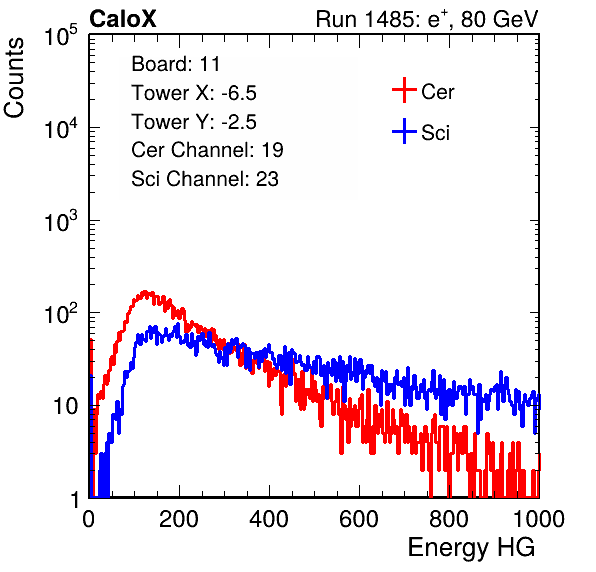 CaloX Run 1485: e⁺, 80 GeV
Counts
10⁵
10⁴
10³
10²
10
1
Board: 11
Tower X: -6.5
Tower Y: -2.5
Cer Channel: 19
Sci Channel: 23
Cer
Sci
0 200 400 600 800 1000
Energy HG